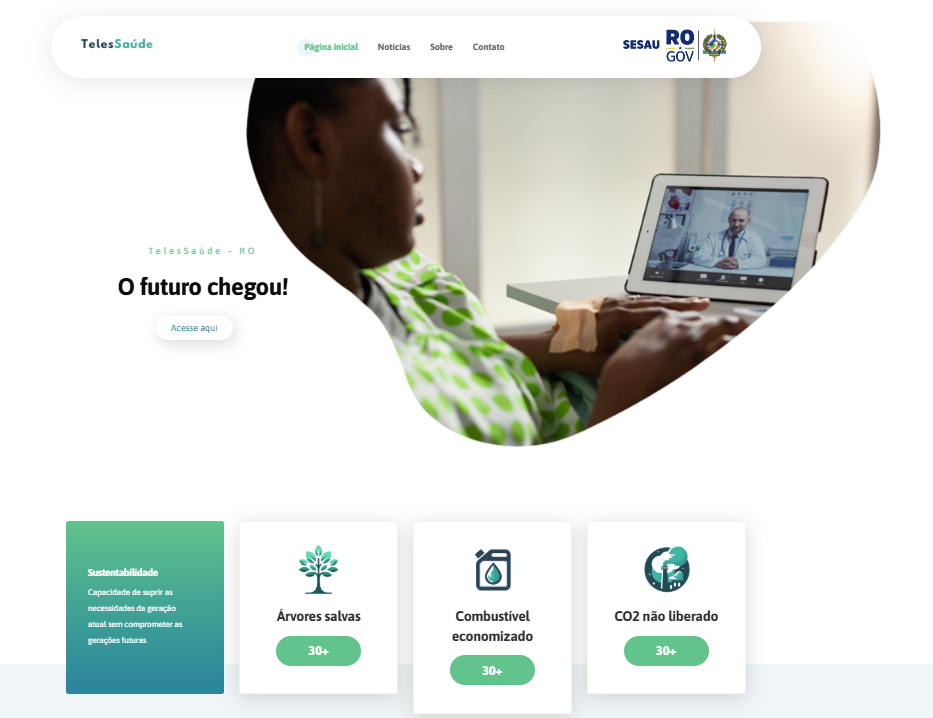 TelesSaúde
Página inicial
Notícias
Sobre
Contato
SESAU
RO
GOV
TelesSaúde - RO
O futuro chegou!
Acesse aqui
Sustentabilidade
Capacidade de suprir as
necessidades da geração
atual sem comprometer as
gerações futuras
Árvores salvas
30+
Combustível
economizado
30+
CO2 não liberado
30+